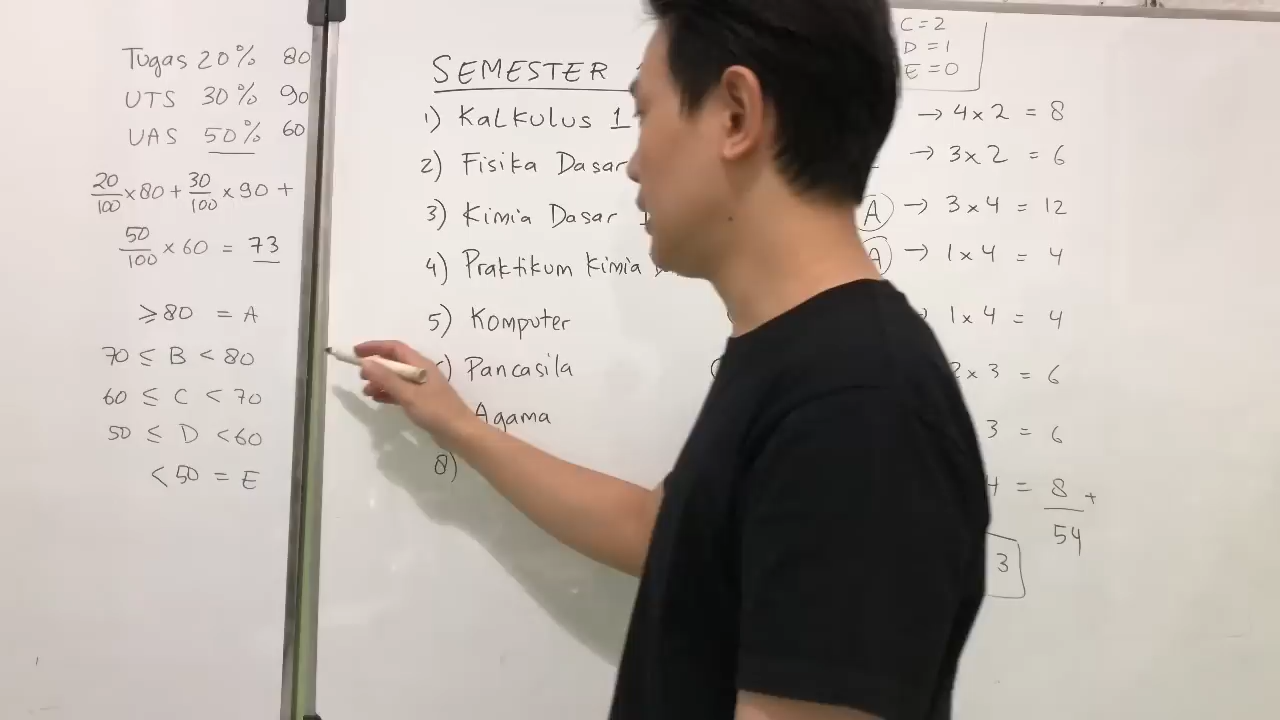 Tugas 20% 80
UTS 30% 90
UAS 50% 60
20/100 x 80 + 30/100 x 90 +
50/100 x 60 = 73
≥ 80 = A
70 ≤ B < 80
60 ≤ C < 70
50 ≤ D < 60
< 50 = E
SEMESTER
1) Kalkulus 1
2) Fisika Dasar
3) Kimia Dasar 1
4) Praktikum Kimia
5) Komputer
) Pancasila
Agama
8)
C = 2
D = 1
E = 0
→ 4 x 2 = 8
→ 3 x 2 = 6
A → 3 x 4 = 12
A → 1 x 4 = 4
1 x 4 = 4
2 x 3 = 6
3 = 6
4 = 8 +
54
3